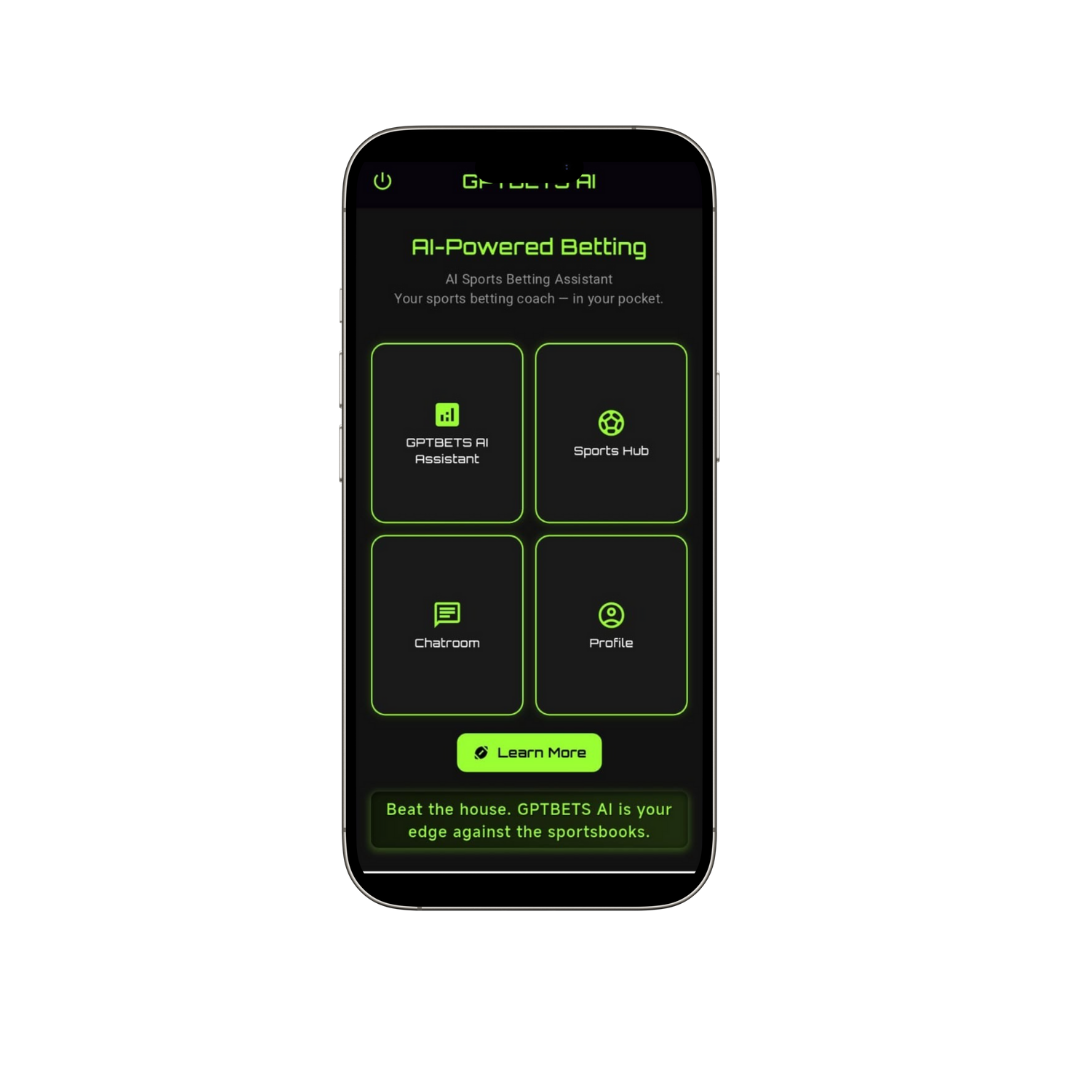 AI
AI-Powered Betting
AI Sports Betting Assistant
Your sports betting coach — in your pocket.
GPTBETS AI
Assistant
Sports Hub
Chatroom
Profile
Learn More
Beat the house. GPTBETS AI is your
edge against the sportsbooks.